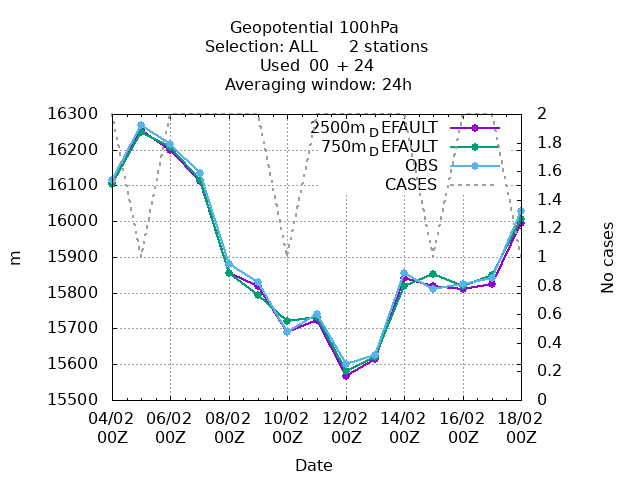 Geopotential 100hPa
Selection: ALL 2 stations
Used 00 + 24
Averaging window: 24h
2500m_DEFAULT
750m_DEFAULT
OBS
CASES
16300
16200
16100
16000
15900
15800
15700
15600
15500
m
2
1.8
1.6
1.4
1.2
1
0.8
0.6
0.4
0.2
0
No cases
04/02 06/02 08/02 10/02 12/02 14/02 16/02 18/02
00Z 00Z 00Z 00Z 00Z 00Z 00Z 00Z
Date